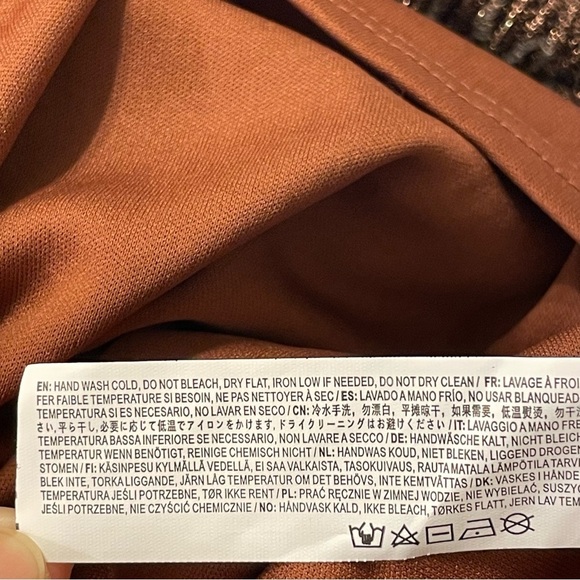 EN: HAND WASH COLD, DO NOT BLEACH, DRY FLAT, IRON LOW IF NEEDED, DO NOT DRY CLEAN / FR: LAVAGE À FROI
FER FAIBLE TEMPERATURE SI BESOIN, NE PAS NETTOYER À SEC / ES: LAVADO A MANO FRÍO, NO USAR BLANQUEAD
TEMPERATURA SI ES NECESARIO, NO LAVAR EN SECO / CN: 冷水手洗，勿漂白，平摊晾干，如果需要，低温熨烫，
さい,平らに干し,必要に応じて低温でアイロンをかけます,ドライクリーニングはお避けください / IT: LAVAGGIO A MANO FRE
TEMPERATURA BASSA INFERIORE SE NECESSARIO, NON LAVARE A SECCO / DE: HANDWÄSCHE KALT, NICHT BLEICH
TEMPERATUR WENN BENÖTIGT, REINIGE CHEMISCH NICHT / NL: HANDWAS KOUD, NIET BLEKEN, LIGGEND DROGEN
STOMEN / FI: KÄSINPESU KYLMÄLLÄ VEDELLÄ, EI SAA VALKAISTA, TASOKUIVAUS, RAUTA MATALA LÄMPÖTILA TARVI
BLEK INTE, TORKA LIGGANDE, JÄRN LÅG TEMPERATUR OM DET BEHÖVS, INTE KEMTVÄTTAS / DK: VASKES I HÅNDE
TEMPERATURA JEŚLI POTRZEBNE, TØR IKKE RENT / PL: PRAĆ RĘCZNIE W ZIMNEJ WODZIE, NIE WYBIELAĆ, SUSZYĆ
JEŚLI POTRZEBNE, NIE CZYŚCIĆ CHEMICZNIE / NO: HÅNDVASK KALD, IKKE BLEACH, TØRKES FLATT, JERN LAV TEM